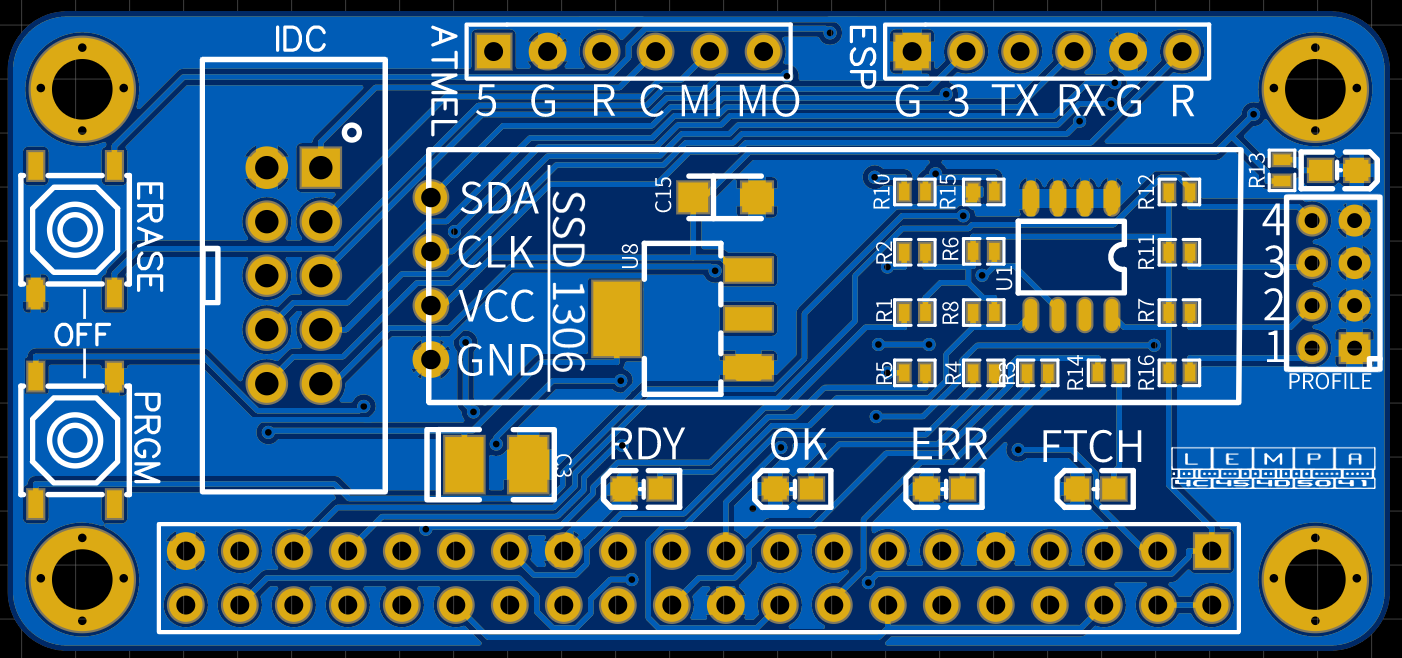 IDC
ATMEL
5 G R C MI MO
ESP
G 3 TX RX G R
ERASE
OFF
PRGM
SDA
CLK
VCC
GND
SSD 1306
C15
U8
R10
R15
R12
R2
R6
R11
U1
R1
R8
R7
R5
R4
R3
R14
R16
R13
4
3
2
1
PROFILE
C3
RDY
OK
ERR
FTCH
L E M P A
4C 45 4D 50 41